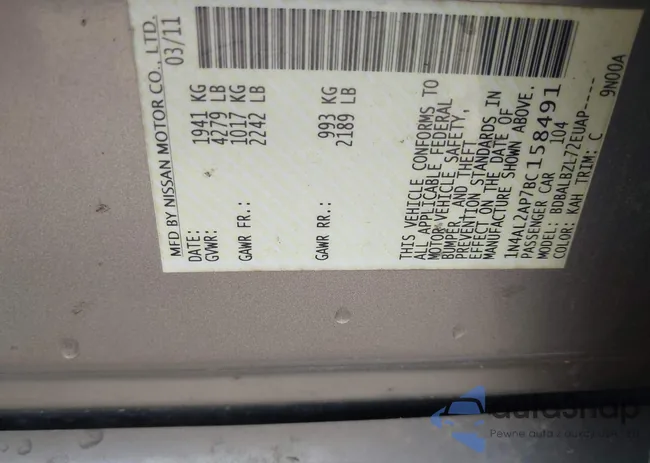 MFD BY NISSAN MOTOR CO., LTD.
DATE: 03/11
GVWR: 1941 KG
4279 LB
GAWR FR.: 1017 KG
2242 LB
GAWR RR.: 993 KG
2189 LB
THIS VEHICLE CONFORMS TO
ALL APPLICABLE FEDERAL
MOTOR VEHICLE SAFETY,
BUMPER, AND THEFT
PREVENTION STANDARDS IN
EFFECT ON THE DATE OF
MANUFACTURE SHOWN ABOVE.
1N4AL2AP7BC158491
PASSENGER CAR 104
MODEL: BDBALBZL72EUAP-----
COLOR: KAH TRIM: C 9N00A
autosnap
Pewne auta z